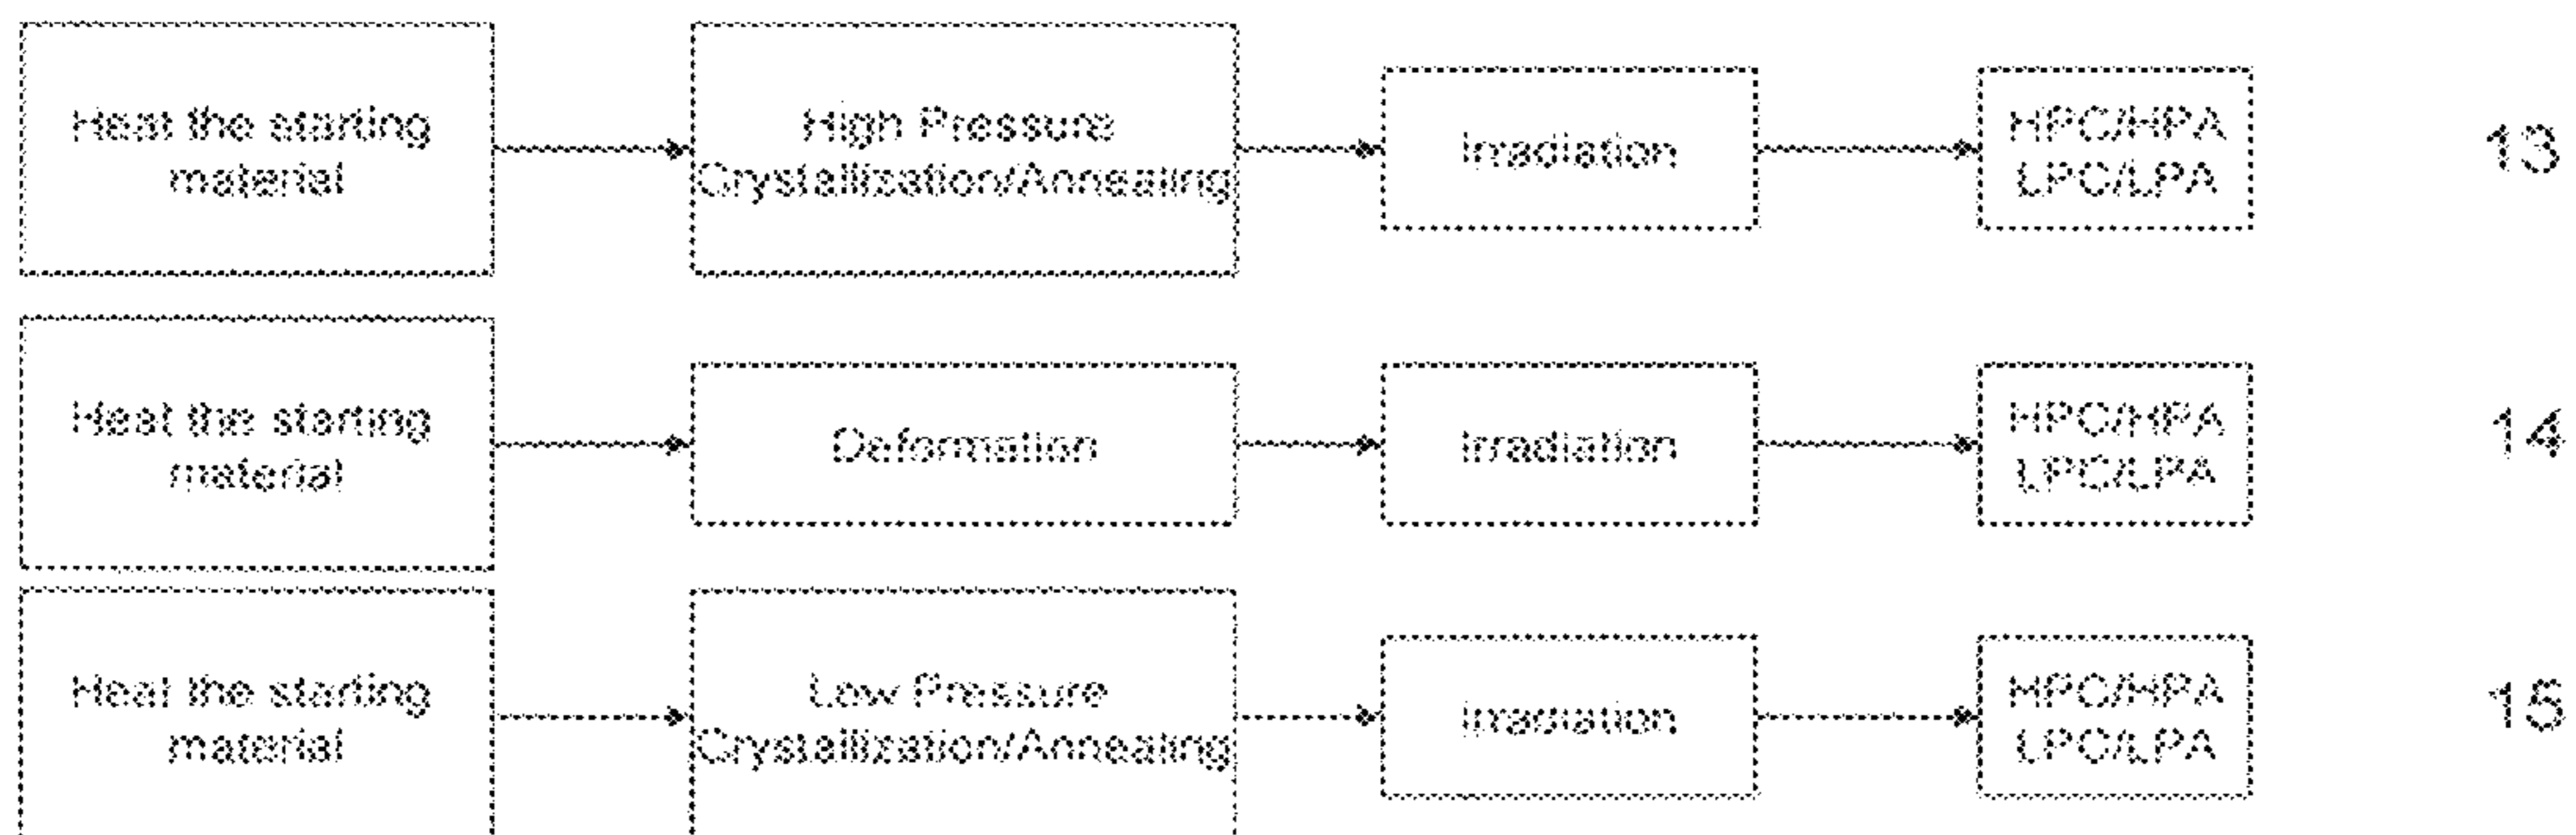 Heat the starting
material
High Pressure
Crystallization/Annealing
Irradiation
HPC/HPA
LPC/LPA
13
Heat the starting
material
Deformation
Irradiation
HPC/HPA
LPC/LPA
14
Heat the starting
material
Low Pressure
Crystallization/Annealing
Irradiation
HPC/HPA
LPC/LPA
15